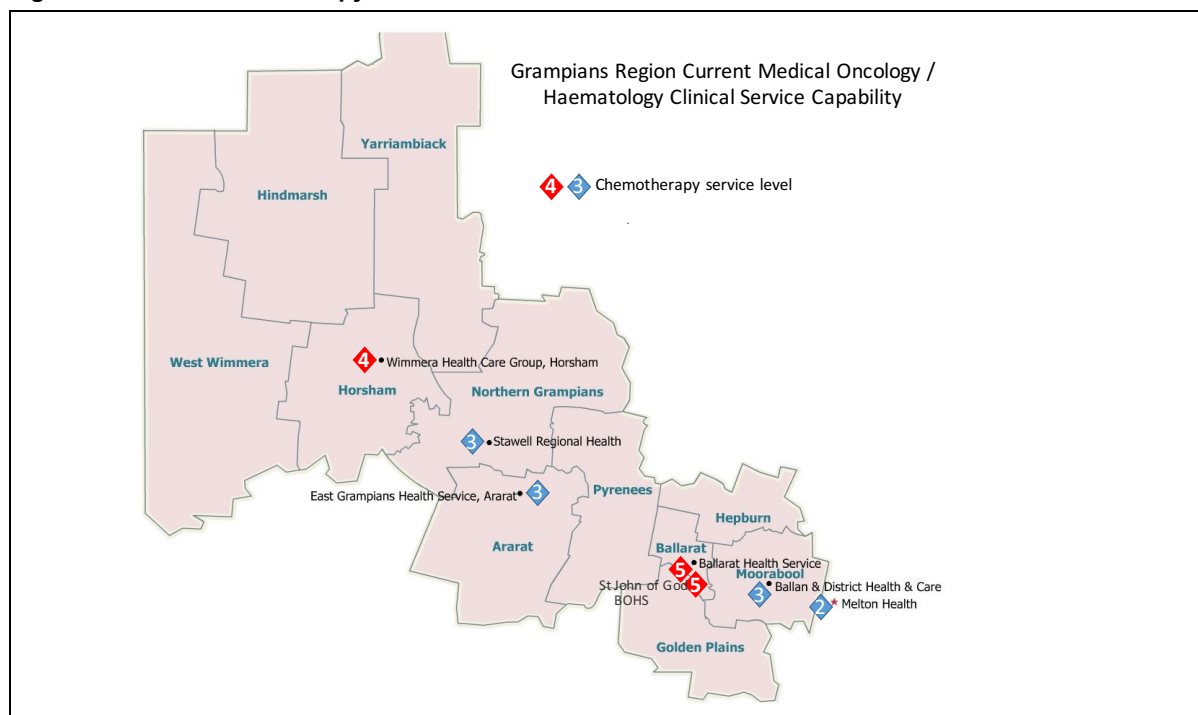 Grampians Region Current Medical Oncology /
Haematology Clinical Service Capability
4 3 Chemotherapy service level
Yarriambiack
Hindmarsh
West Wimmera
4 Wimmera Health Care Group, Horsham
Horsham
Northern Grampians
3 Stawell Regional Health
East Grampians Health Service, Ararat 3
Pyrenees
Ararat
Hepburn
Ballarat
5 Ballarat Health Service
Moorabool
St John of God 5
BOHS
3 Ballan & District Health & Care
2 * Melton Health
Golden Plains